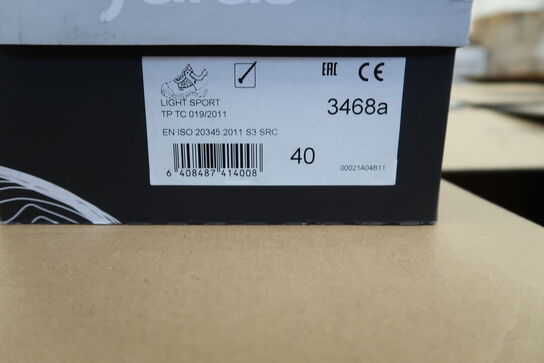 LIGHT SPORT
TP TC 019/2011
EAC CE
3468a
EN ISO 20345:2011 S3 SRC
6 408487 414008
40
00021A04B11